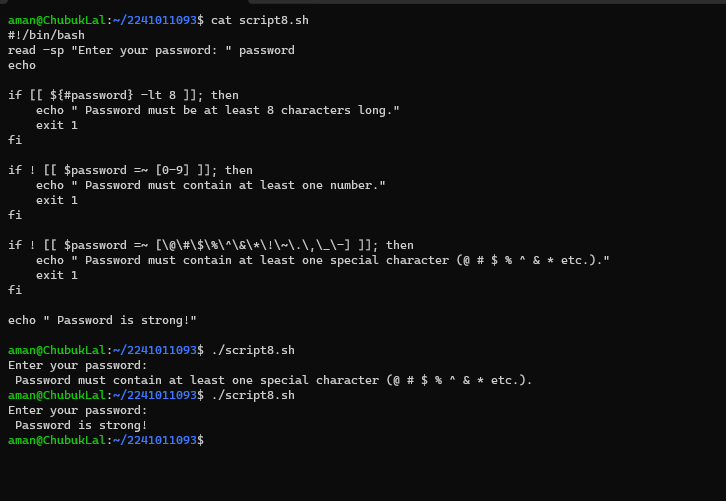 aman@ChubukLal:~/2241011093$ cat script8.sh
#!/bin/bash
read -sp "Enter your password: " password
echo

if [[ ${#password} -lt 8 ]]; then
    echo " Password must be at least 8 characters long."
    exit 1
fi

if ! [[ $password =~ [0-9] ]]; then
    echo " Password must contain at least one number."
    exit 1
fi

if ! [[ $password =~ [\@\#\$\%\^\&\*\!\~\.\,\_\-] ]]; then
    echo " Password must contain at least one special character (@ # $ % ^ & * etc.)."
    exit 1
fi

echo " Password is strong!"

aman@ChubukLal:~/2241011093$ ./script8.sh
Enter your password:
 Password must contain at least one special character (@ # $ % ^ & * etc.).
aman@ChubukLal:~/2241011093$ ./script8.sh
Enter your password:
 Password is strong!
aman@ChubukLal:~/2241011093$